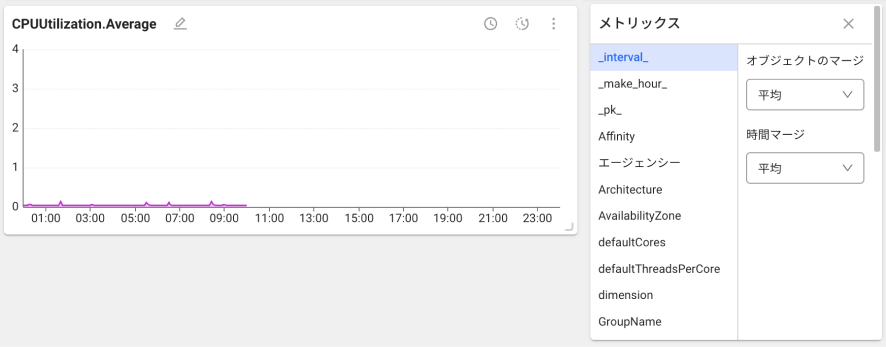 CPUUtilization.Average
4
3
2
1
0
01:00 03:00 05:00 07:00 09:00 11:00 13:00 15:00 17:00 19:00 21:00 23:00
メトリックス
_interval_
_make_hour_
_pk_
Affinity
エージェンシー
Architecture
AvailabilityZone
defaultCores
defaultThreadsPerCore
dimension
GroupName
オブジェクトのマージ
平均
時間マージ
平均